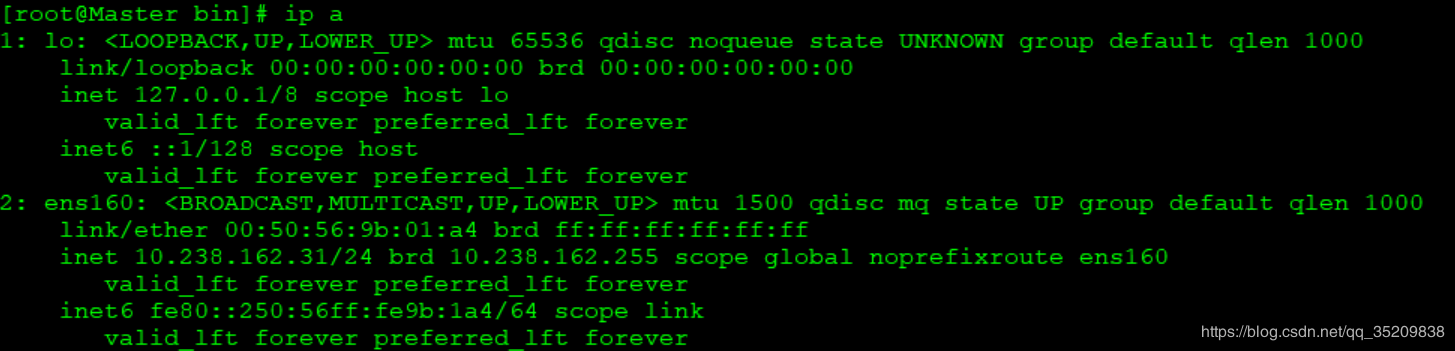 [root@Master bin]# ip a
1: lo: <LOOPBACK,UP,LOWER_UP> mtu 65536 qdisc noqueue state UNKNOWN group default qlen 1000
    link/loopback 00:00:00:00:00:00 brd 00:00:00:00:00:00
    inet 127.0.0.1/8 scope host lo
       valid_lft forever preferred_lft forever
    inet6 ::1/128 scope host
       valid_lft forever preferred_lft forever
2: ens160: <BROADCAST,MULTICAST,UP,LOWER_UP> mtu 1500 qdisc mq state UP group default qlen 1000
    link/ether 00:50:56:9b:01:a4 brd ff:ff:ff:ff:ff:ff
    inet 10.238.162.31/24 brd 10.238.162.255 scope global noprefixroute ens160
       valid_lft forever preferred_lft forever
    inet6 fe80::250:56ff:fe9b:1a4/64 scope link
       valid_lft forever preferred_lft forever
https://blog.csdn.net/qq_35209838